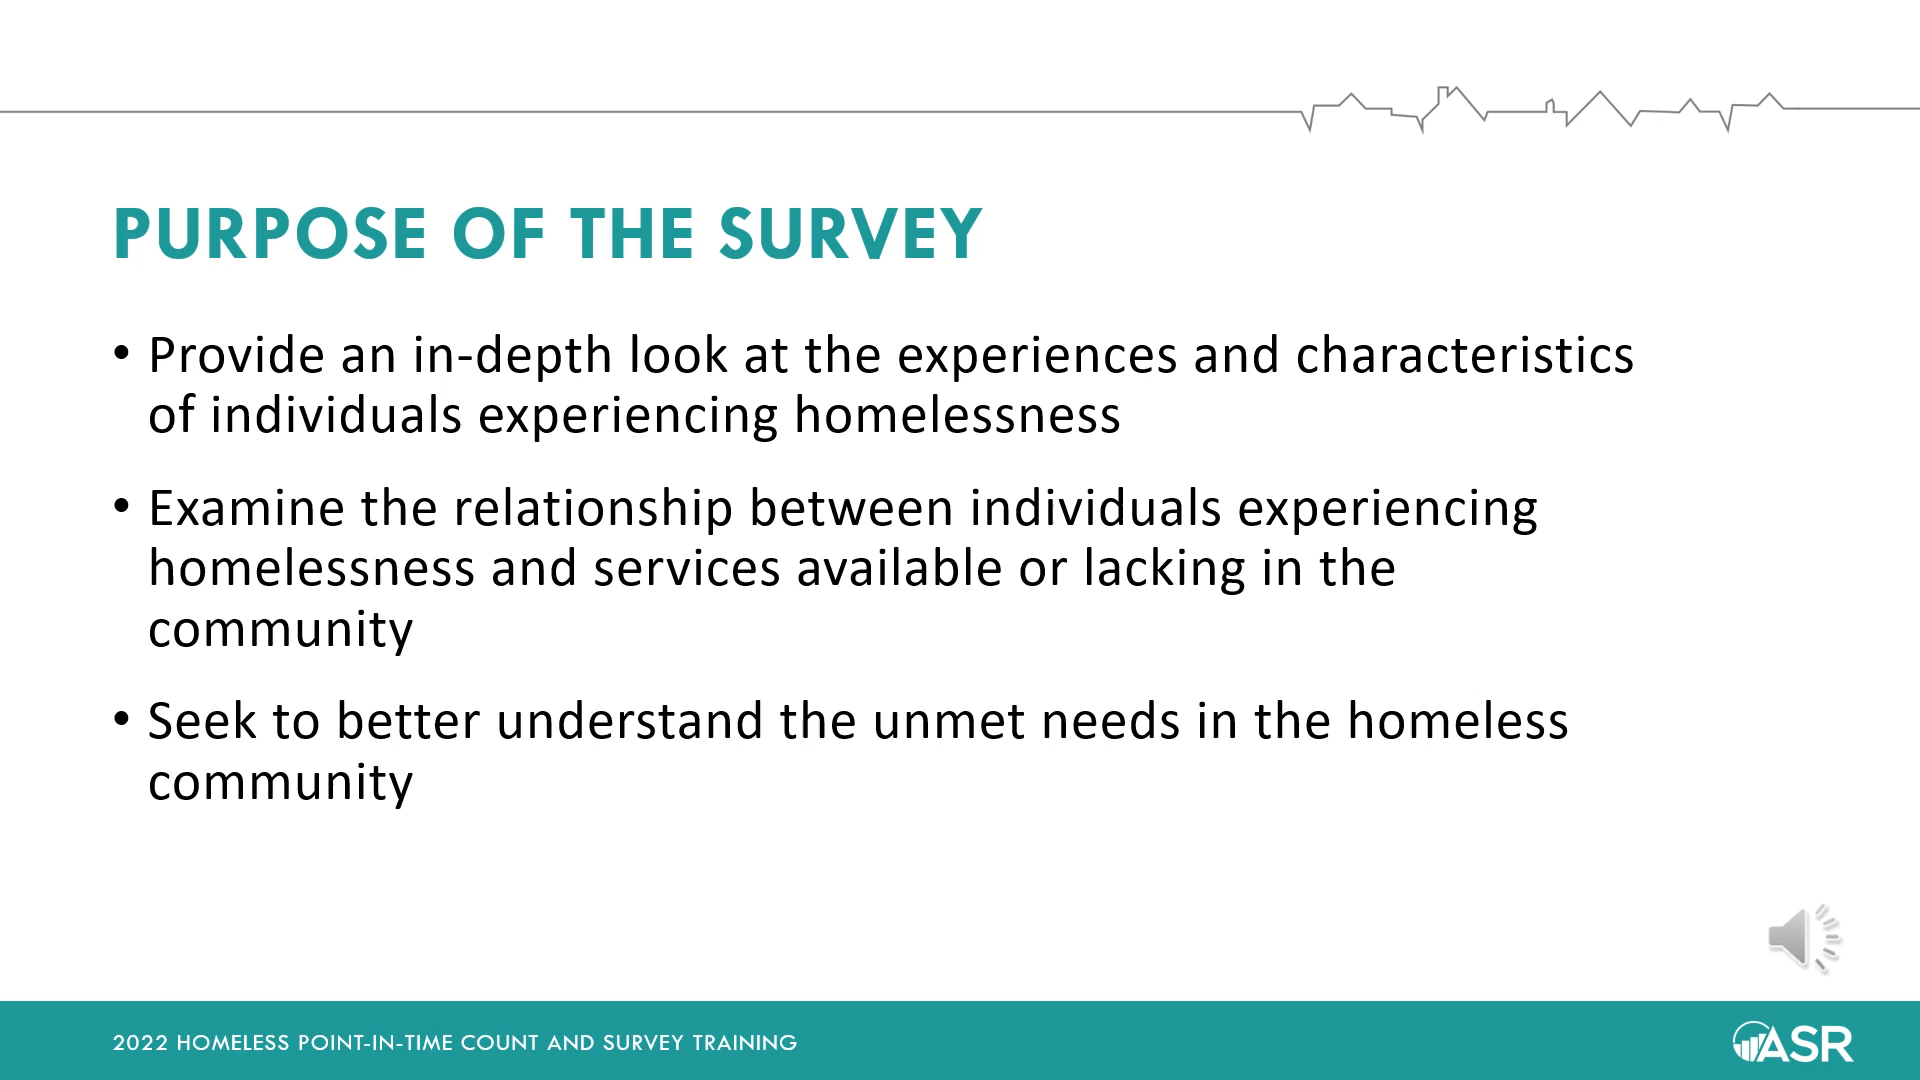 PURPOSE OF THE SURVEY
• Provide an in-depth look at the experiences and characteristics
of individuals experiencing homelessness
• Examine the relationship between individuals experiencing
homelessness and services available or lacking in the
community
• Seek to better understand the unmet needs in the homeless
community
2022 HOMELESS POINT-IN-TIME COUNT AND SURVEY TRAINING
ASR